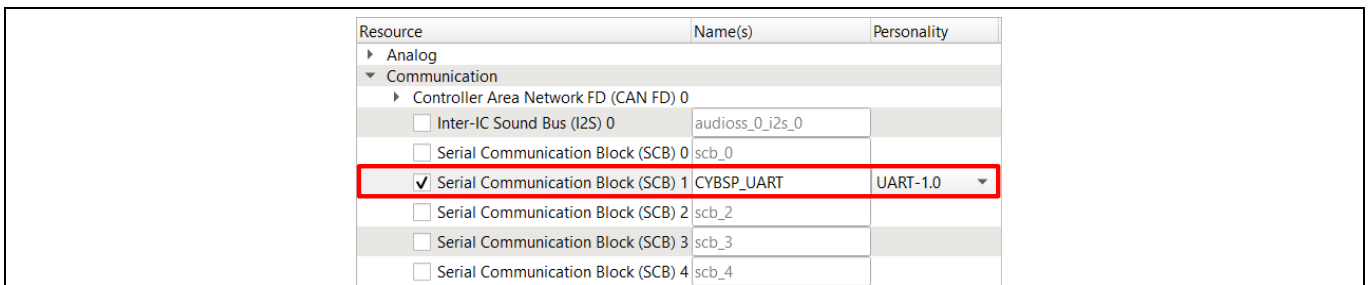 Resource Name(s) Personality
Analog
Communication
Controller Area Network FD (CAN FD) 0
Inter-IC Sound Bus (I2S) 0 audioss_0_i2s_0
Serial Communication Block (SCB) 0 scb_0
Serial Communication Block (SCB) 1 CYBSP_UART UART-1.0
Serial Communication Block (SCB) 2 scb_2
Serial Communication Block (SCB) 3 scb_3
Serial Communication Block (SCB) 4 scb_4